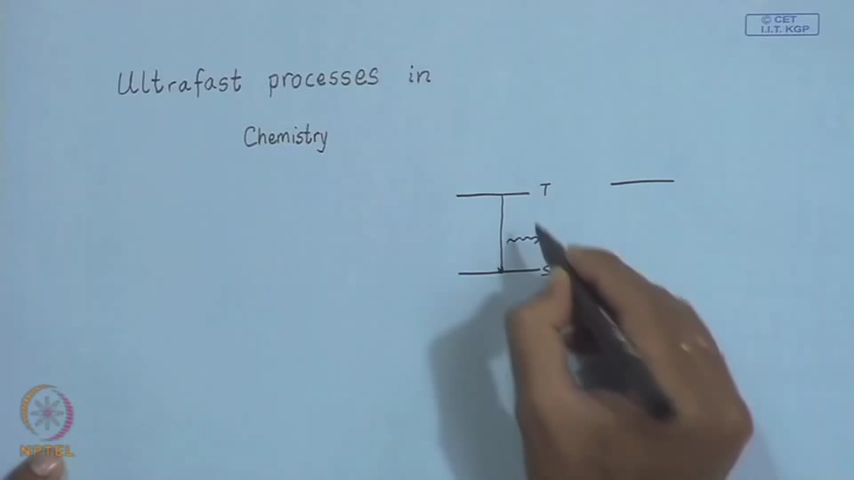 © CET
I.I.T. KGP
Ultrafast processes in
Chemistry
T
S
NPTEL